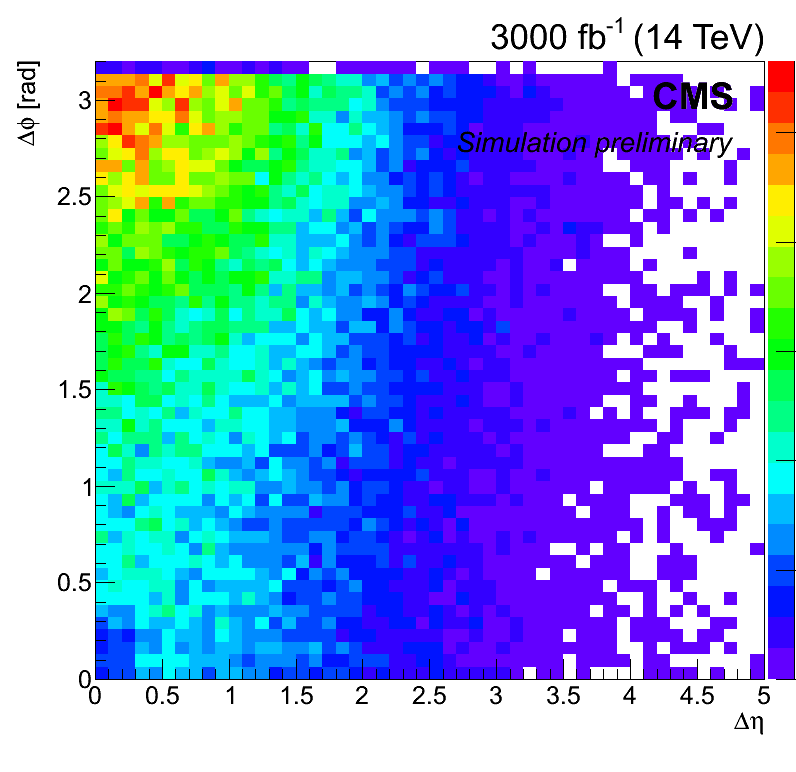 3000 fb⁻¹ (14 TeV)
CMS
Simulation preliminary
Δϕ [rad]
3
2.5
2
1.5
1
0.5
0
0 0.5 1 1.5 2 2.5 3 3.5 4 4.5 5
Δη